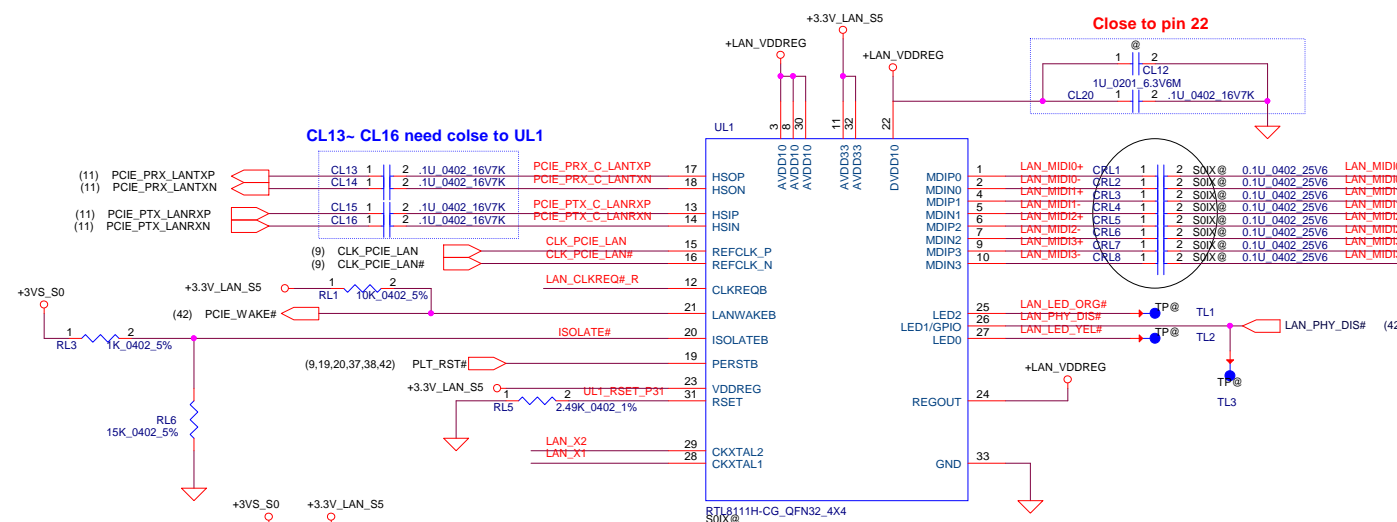 Close to pin 22
+3.3V_LAN_S5
+LAN_VDDREG
+LAN_VDDREG
@
1 2
CL12
1U_0201_6.3V6M
CL20 1 2 .1U_0402_16V7K
CL13~ CL16 need colse to UL1
UL1
3 8 30 11 32 22
AVDD10 AVDD10 AVDD10 AVDD33 AVDD33 DVDD10
(11) PCIE_PRX_LANTXP CL13 1 2 .1U_0402_16V7K PCIE_PRX_C_LANTXP 17 HSOP
(11) PCIE_PRX_LANTXN CL14 1 2 .1U_0402_16V7K PCIE_PRX_C_LANTXN 18 HSON
(11) PCIE_PTX_LANRXP CL15 1 2 .1U_0402_16V7K PCIE_PTX_C_LANRXP 13 HSIP
(11) PCIE_PTX_LANRXN CL16 1 2 .1U_0402_16V7K PCIE_PTX_C_LANRXN 14 HSIN
(9) CLK_PCIE_LAN CLK_PCIE_LAN 15 REFCLK_P
(9) CLK_PCIE_LAN# CLK_PCIE_LAN# 16 REFCLK_N
LAN_CLKREQ#_R 12 CLKREQB
+3.3V_LAN_S5 1 2
RL1 10K_0402_5%
(42) PCIE_WAKE# 21 LANWAKEB
+3VS_S0
1 2
RL3 1K_0402_5%
ISOLATE# 20 ISOLATEB
(9,19,20,37,38,42) PLT_RST# 19 PERSTB
+3.3V_LAN_S5 23 VDDREG
1 2 UL1_RSET_P31 31 RSET
RL5 2.49K_0402_1%
RL6
15K_0402_5%
LAN_X2 29 CKXTAL2
LAN_X1 28 CKXTAL1
MDIP0 1 LAN_MIDI0+ CRL1 1 2 S0IX@ 0.1U_0402_25V6 LAN_MIDI0
MDIN0 2 LAN_MIDI0- CRL2 1 2 S0IX@ 0.1U_0402_25V6 LAN_MIDI0
MDIP1 4 LAN_MIDI1+ CRL3 1 2 S0IX@ 0.1U_0402_25V6 LAN_MIDI1
MDIN1 5 LAN_MIDI1- CRL4 1 2 S0IX@ 0.1U_0402_25V6 LAN_MIDI1
MDIP2 6 LAN_MIDI2+ CRL5 1 2 S0IX@ 0.1U_0402_25V6 LAN_MIDI2
MDIN2 7 LAN_MIDI2- CRL6 1 2 S0IX@ 0.1U_0402_25V6 LAN_MIDI2
MDIP3 9 LAN_MIDI3+ CRL7 1 2 S0IX@ 0.1U_0402_25V6 LAN_MIDI3
MDIN3 10 LAN_MIDI3- CRL8 1 2 S0IX@ 0.1U_0402_25V6 LAN_MIDI3
LED2 25 LAN_LED_ORG# TP@ TL1
LED1/GPIO 26 LAN_PHY_DIS# LAN_PHY_DIS# (42
LED0 27 LAN_LED_YEL# TP@ TL2
TP@
TL3
+LAN_VDDREG
REGOUT 24
GND 33
RTL8111H-CG_QFN32_4X4
S0IX@
+3VS_S0 +3.3V_LAN_S5